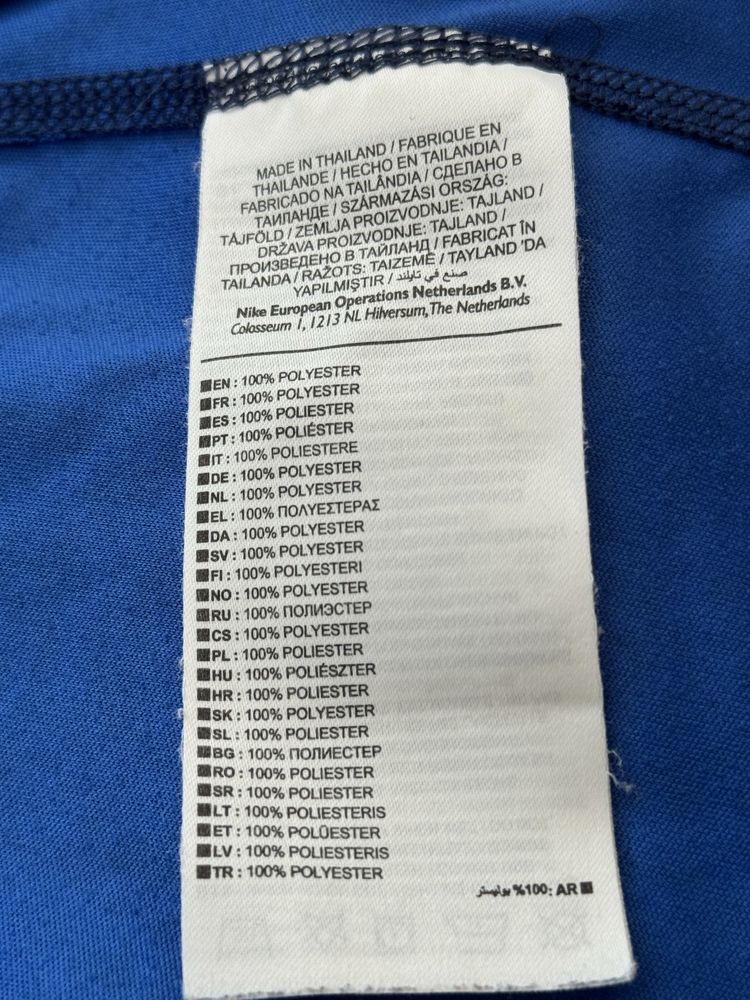 MADE IN THAILAND / FABRIQUE EN
THAILANDE / HECHO EN TAILANDIA /
FABRICADO NA TAILÂNDIA / СДЕЛАНО В
ТАИЛАНДЕ / SZÁRMAZÁSI ORSZÁG:
TÁJFÖLD / ZEMLJA PROIZVODNJE: TAJLAND /
DRŽAVA PROIZVODNJE: TAJLAND /
ПРОИЗВЕДЕНО В ТАЙЛАНД / FABRICAT ÎN
TAILANDA / RAŽOTS: TAIZEMĒ / TAYLAND 'DA
YAPILMIŞTIR / صنع في تايلند
Nike European Operations Netherlands B.V.
Colosseum 1, 1213 NL Hilversum, The Netherlands
EN : 100% POLYESTER
FR : 100% POLYESTER
ES : 100% POLIESTER
PT : 100% POLIÉSTER
IT : 100% POLIESTERE
DE : 100% POLYESTER
NL : 100% POLYESTER
EL : 100% ΠΟΛΥΕΣΤΕΡΑΣ
DA : 100% POLYESTER
SV : 100% POLYESTER
FI : 100% POLYESTERI
NO : 100% POLYESTER
RU : 100% ПОЛИЭСТЕР
CS : 100% POLYESTER
PL : 100% POLIESTER
HU : 100% POLIÉSZTER
HR : 100% POLIESTER
SK : 100% POLYESTER
SL : 100% POLIESTER
BG : 100% ПОЛИЕСТЕР
RO : 100% POLIESTER
SR : 100% POLIESTER
LT : 100% POLIESTERIS
ET : 100% POLÜESTER
LV : 100% POLIESTERIS
TR : 100% POLYESTER
AR :100% بوليستر